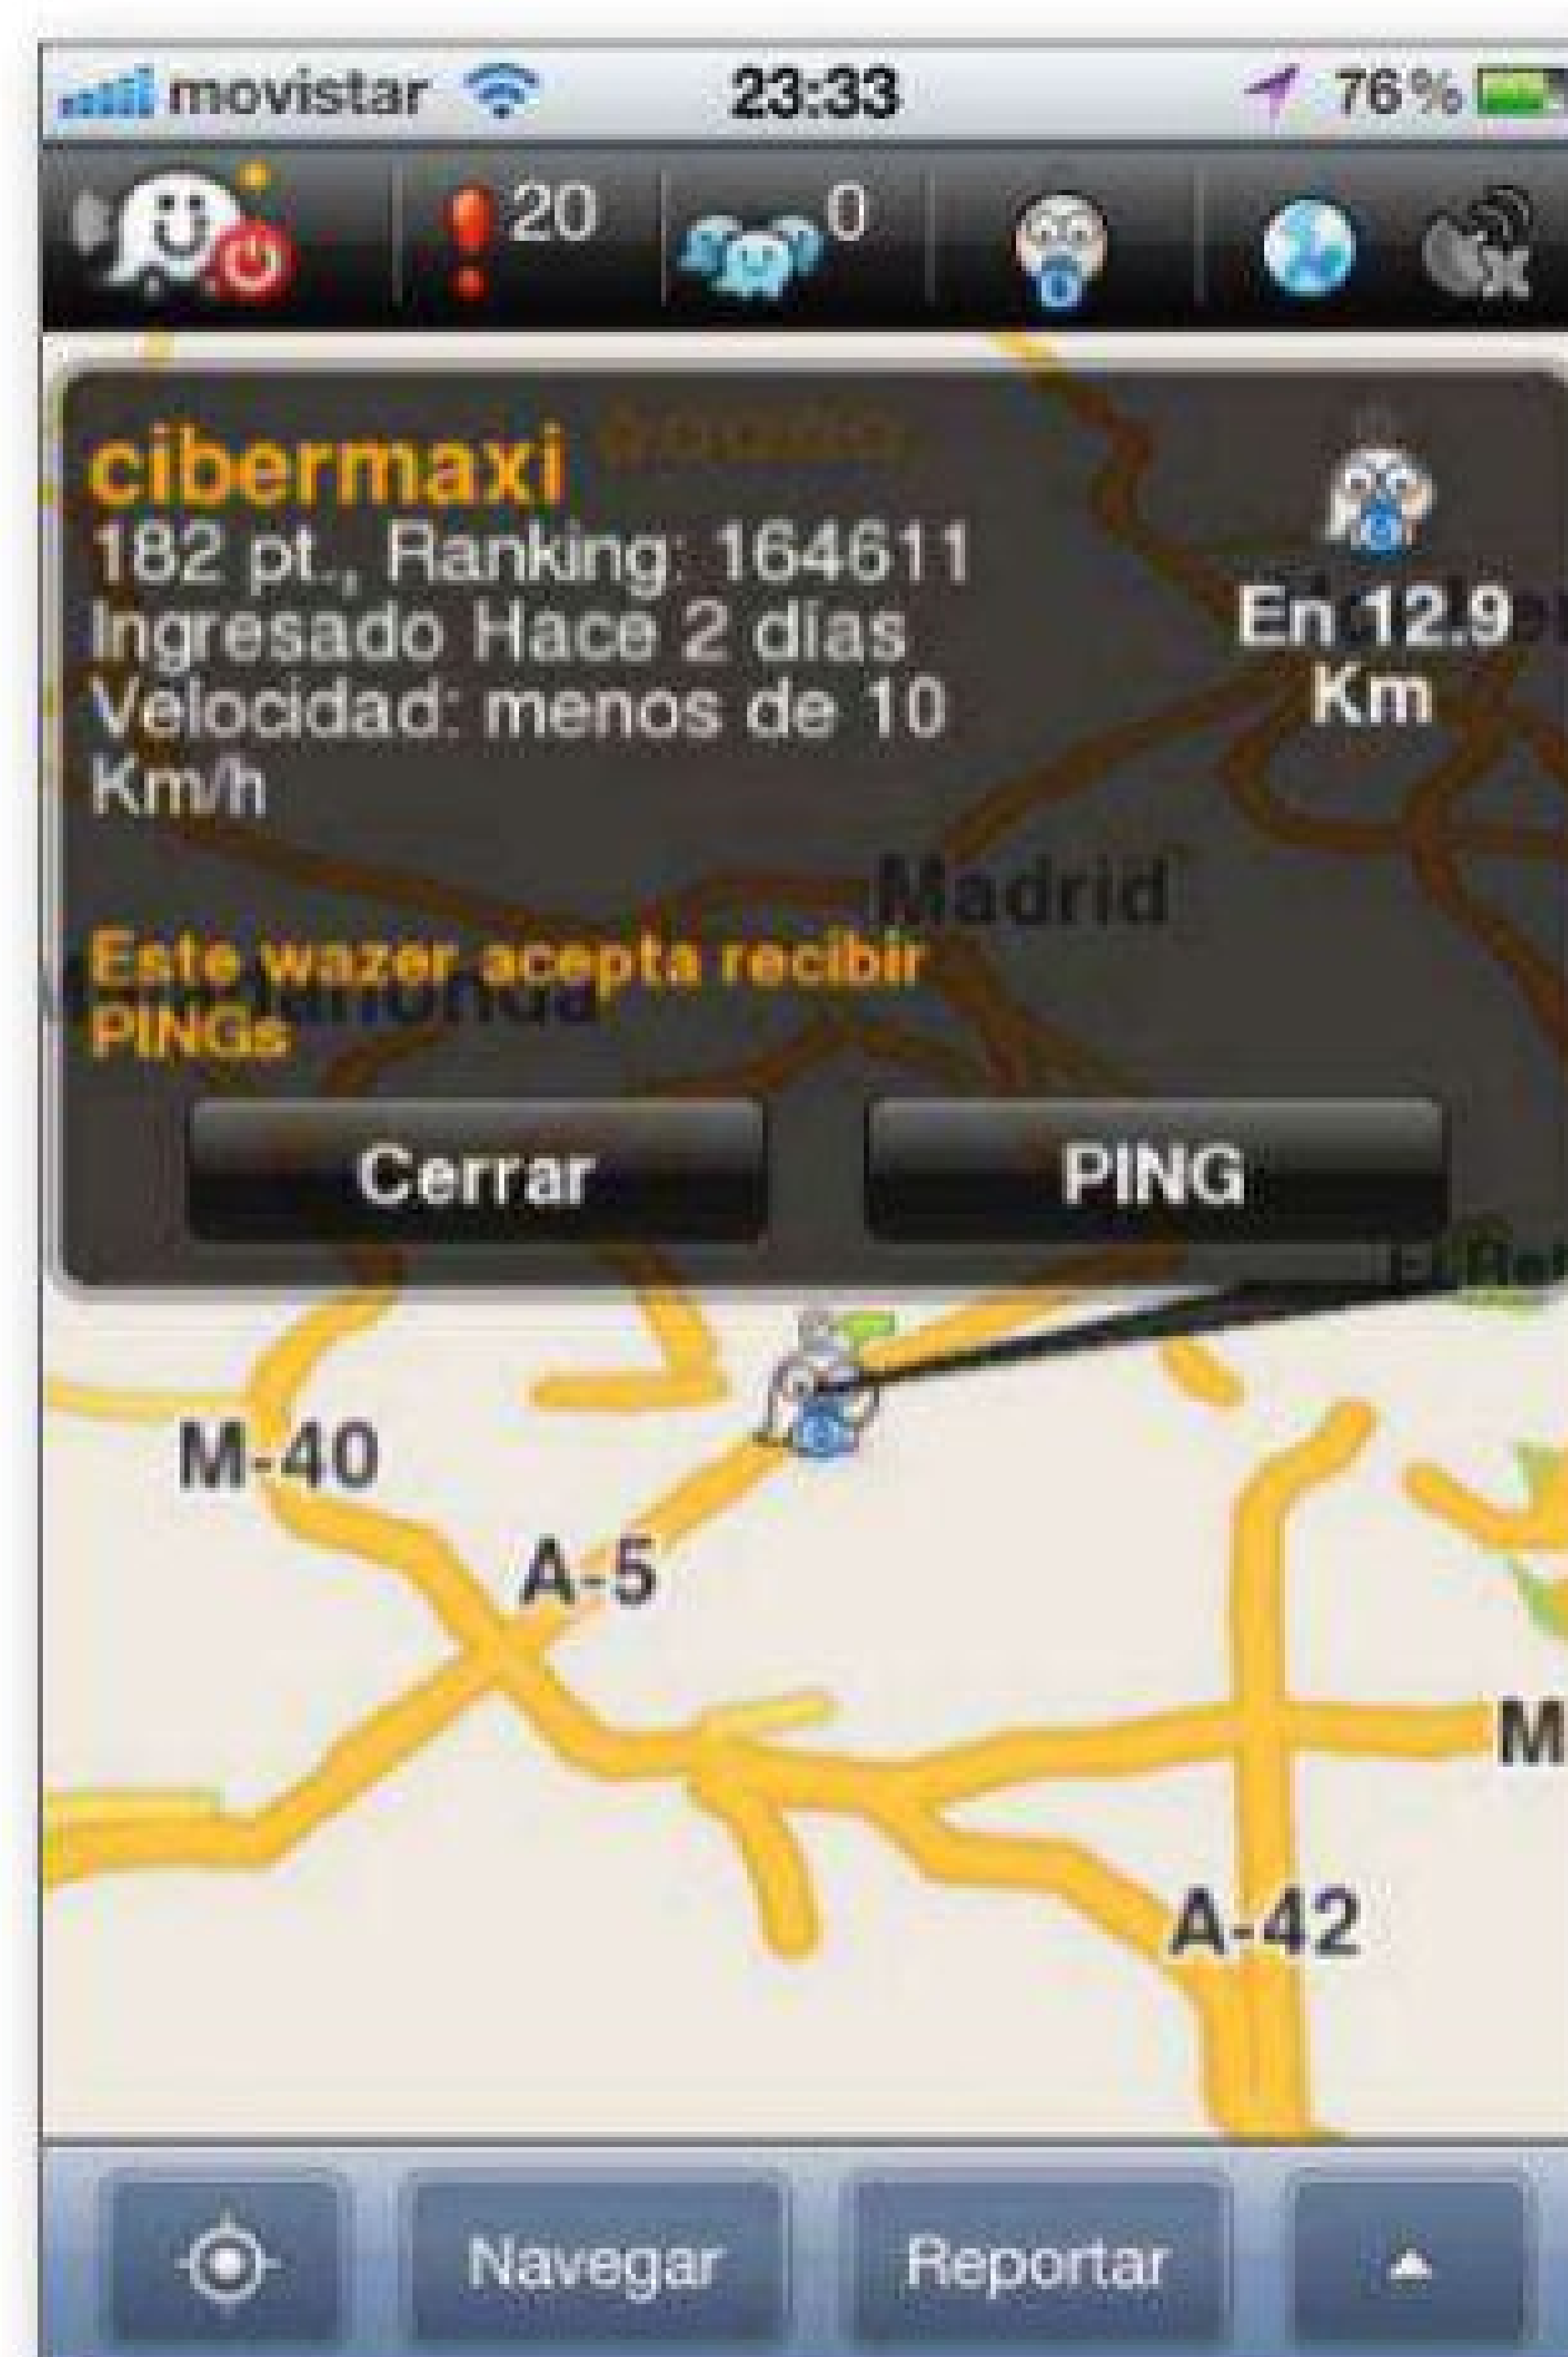 movistar 23:33 76%
20 0
cibermaxi
182 pt., Ranking: 164611
Ingresado Hace 2 días
Velocidad: menos de 10
Km/h
En 12.9
Km
Madrid
Este wazer acepta recibir
PINGs
Cerrar PING
M-40
A-5
M
A-42
Navegar Reportar